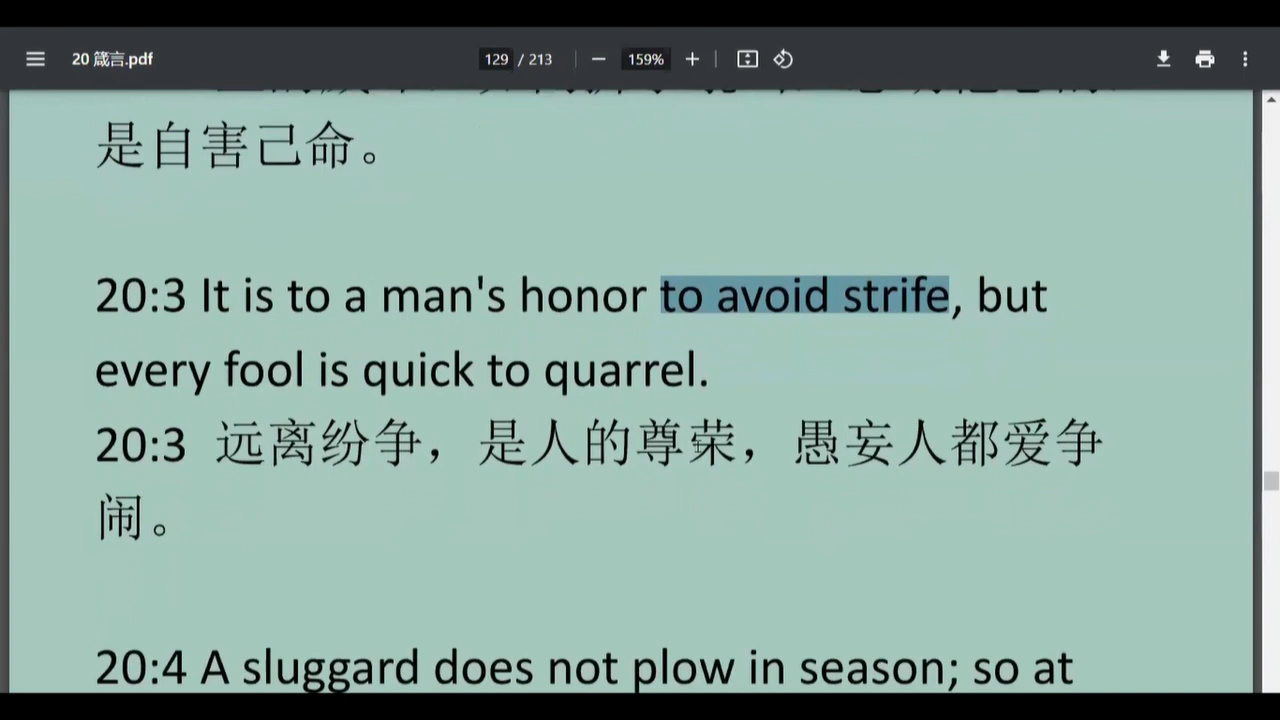 20 箴言.pdf
129 / 213
159%
是自害己命。
20:3 It is to a man's honor to avoid strife, but
every fool is quick to quarrel.
20:3 远离纷争，是人的尊荣，愚妄人都爱争
闹。
20:4 A sluggard does not plow in season; so at